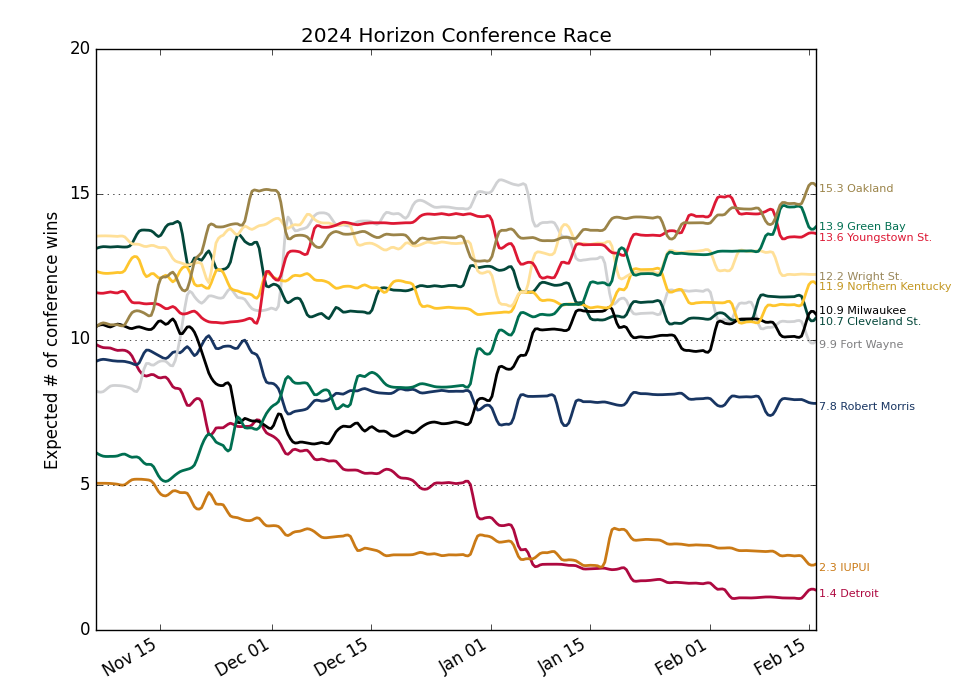 2024 Horizon Conference Race
Expected # of conference wins
20
15
10
5
0
Nov 15
Dec 01
Dec 15
Jan 01
Jan 15
Feb 01
Feb 15
15.3 Oakland
13.9 Green Bay
13.6 Youngstown St.
12.2 Wright St.
11.9 Northern Kentucky
10.9 Milwaukee
10.7 Cleveland St.
9.9 Fort Wayne
7.8 Robert Morris
2.3 IUPUI
1.4 Detroit